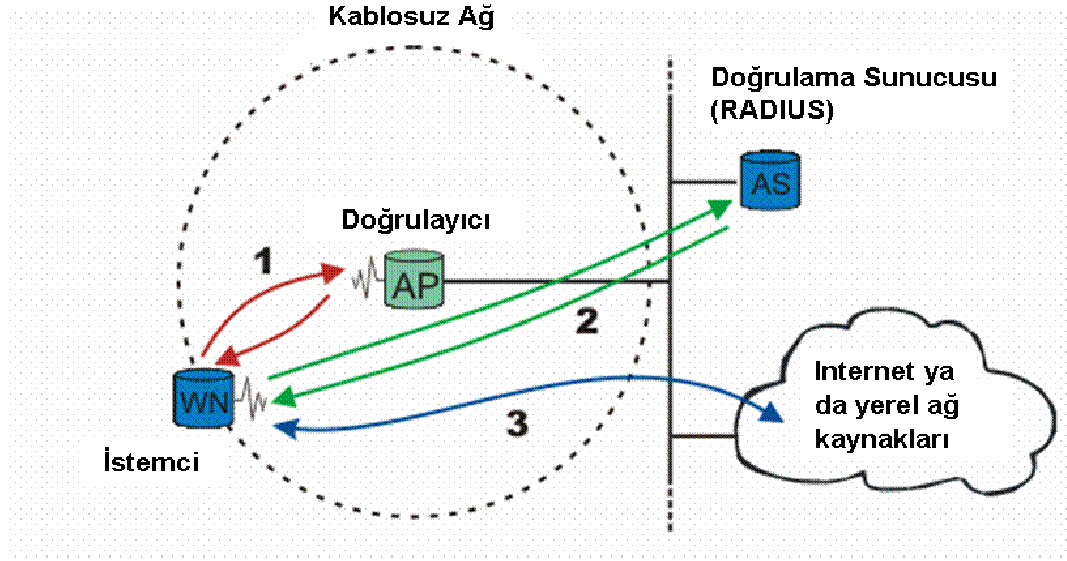 Kablosuz Ağ
Doğrulama Sunucusu
(RADIUS)
AS
Doğrulayıcı
1
AP
2
WN
3
İstemci
Internet ya
da yerel ağ
kaynakları